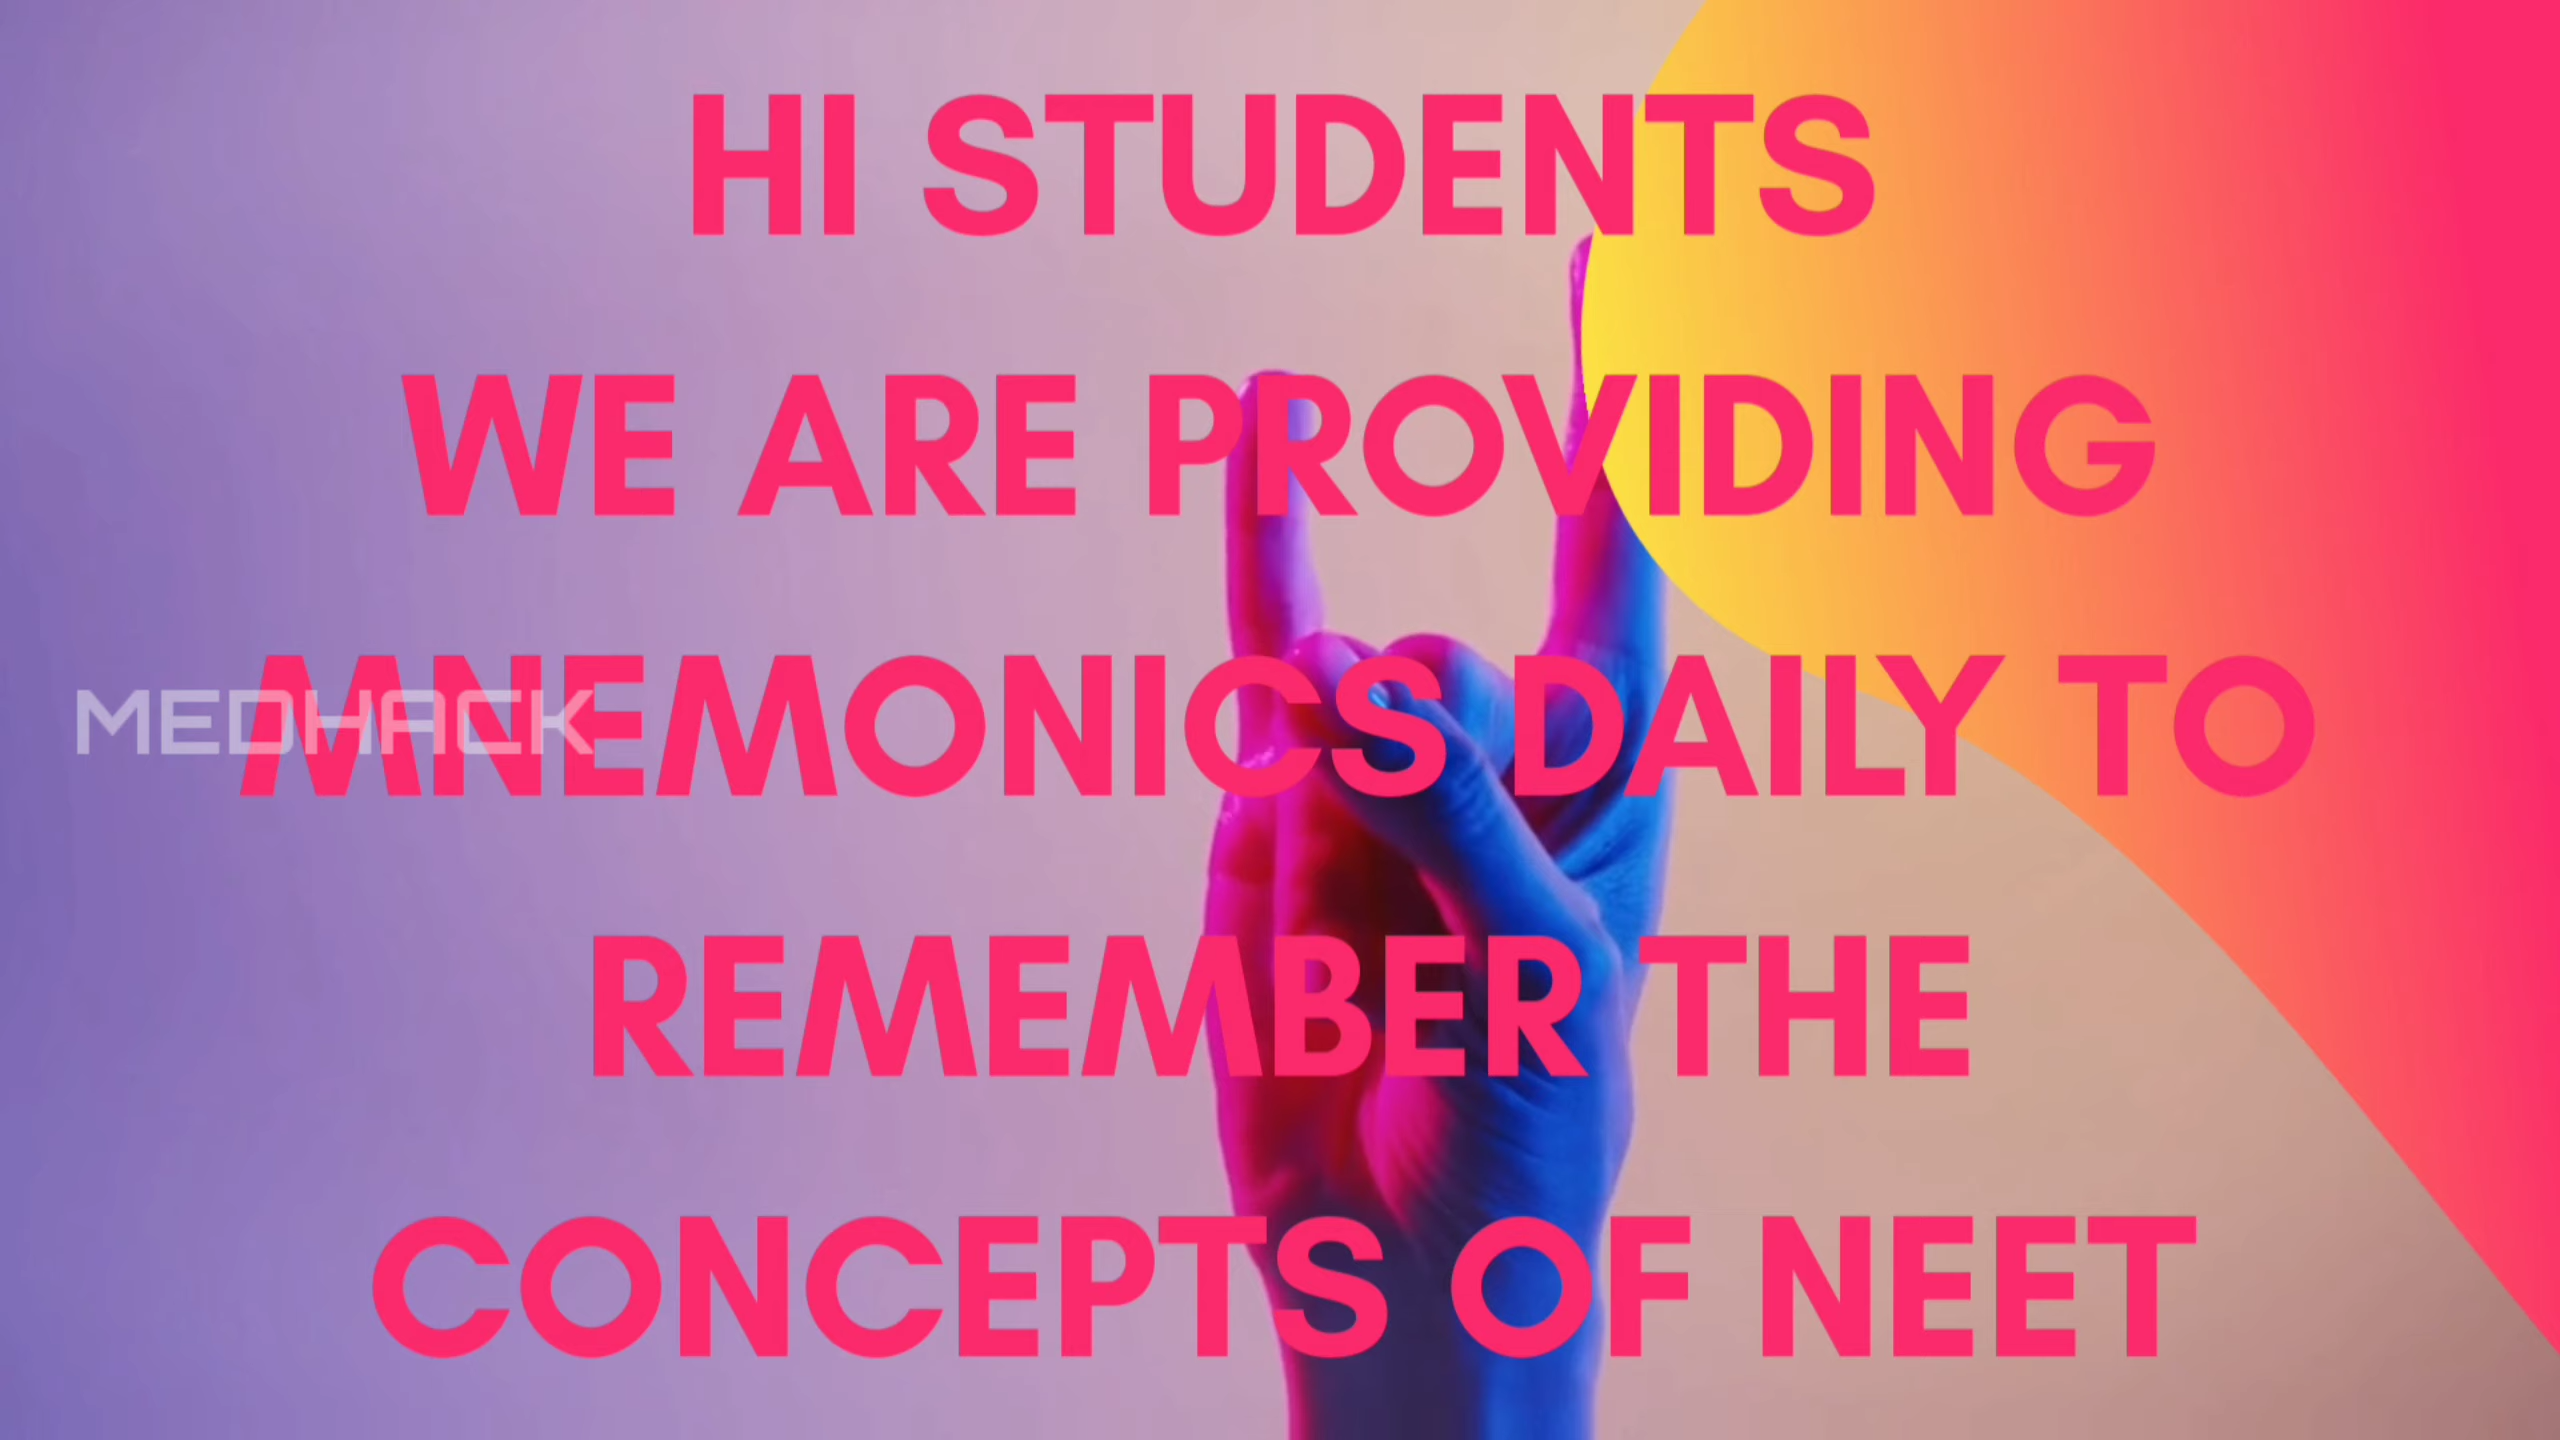 HI STUDENTS
WE ARE PROVIDING
MNEMONICS DAILY TO
MEDHACK
REMEMBER THE
CONCEPTS OF NEET